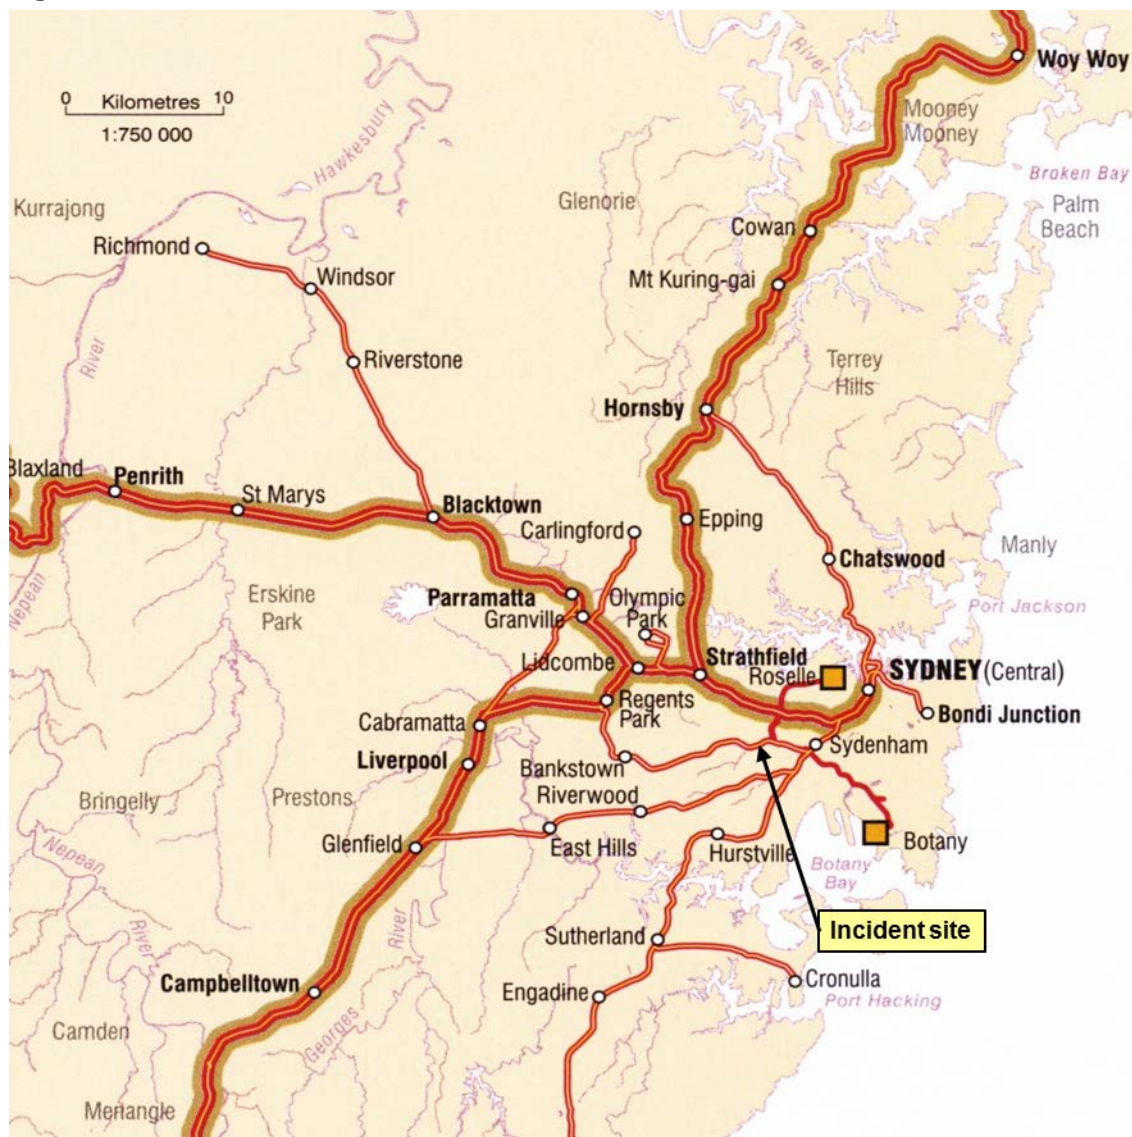 River
Woy Woy
0 Kilometres 10
1:750 000
Mooney
Mooney
Hawkesbury
Broken Bay
Kurrajong
Glenorie
Palm
Beach
Richmond
Cowan
Windsor
Mt Kuring-gai
River
Riverstone
Terrey
Hills
Hornsby
Blaxland
Penrith
St Marys
Blacktown
Carlingford
Epping
Chatswood
Manly
Nepean
Erskine
Park
Parramatta
Granville
Olympic
Park
Port Jackson
Lidcombe
Strathfield
Roselle
SYDNEY (Central)
Regents
Park
Cabramatta
Bondi Junction
Sydenham
Liverpool
Bankstown
Bringelly
Prestons
Riverwood
Glenfield
East Hills
Hurstville
Botany
Nepean
Botany
Bay
River
River
Incident site
Sutherland
Campbelltown
Engadine
Cronulla
Port Hacking
Camden
Georges
Menangle